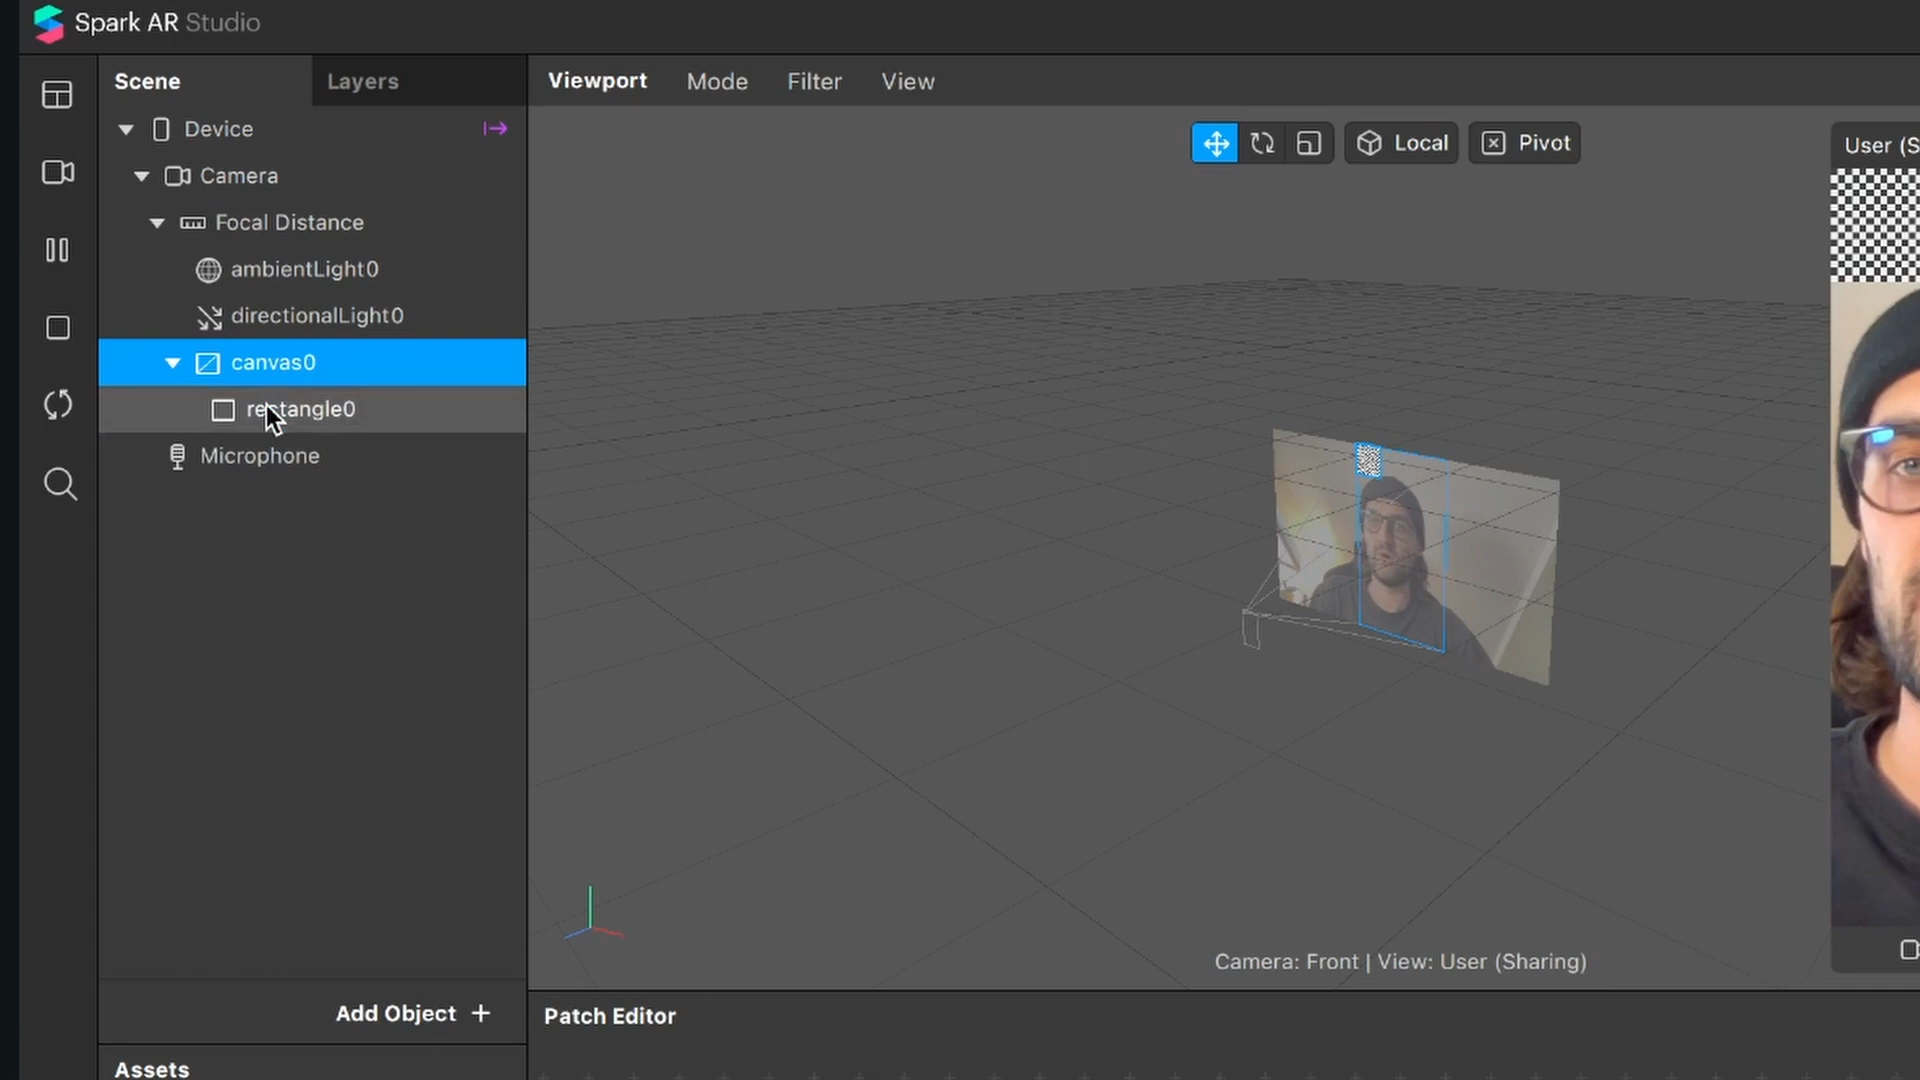 Spark AR Studio
Scene
Layers
Viewport
Mode
Filter
View
Device
Camera
Focal Distance
ambientLight0
directionalLight0
canvas0
rectangle0
Microphone
Local
Pivot
User (S
Camera: Front | View: User (Sharing)
Add Object +
Patch Editor
Assets